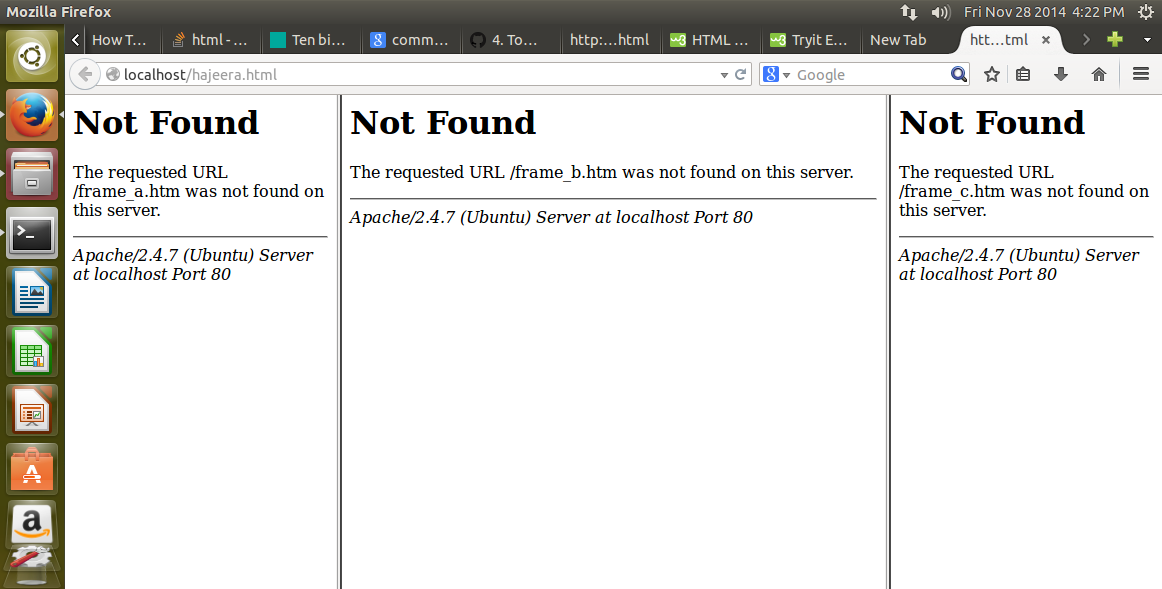 Mozilla Firefox
Fri Nov 28 2014 4:22 PM
How T...
html - ...
Ten bi...
comm...
4. To...
http:...html
HTML ...
Tryit E...
New Tab
htt...tml
localhost/hajeera.html
Google
Not Found
The requested URL
/frame_a.htm was not found on
this server.
Apache/2.4.7 (Ubuntu) Server
at localhost Port 80
Not Found
The requested URL /frame_b.htm was not found on this server.
Apache/2.4.7 (Ubuntu) Server at localhost Port 80
Not Found
The requested URL
/frame_c.htm was not found on
this server.
Apache/2.4.7 (Ubuntu) Server
at localhost Port 80